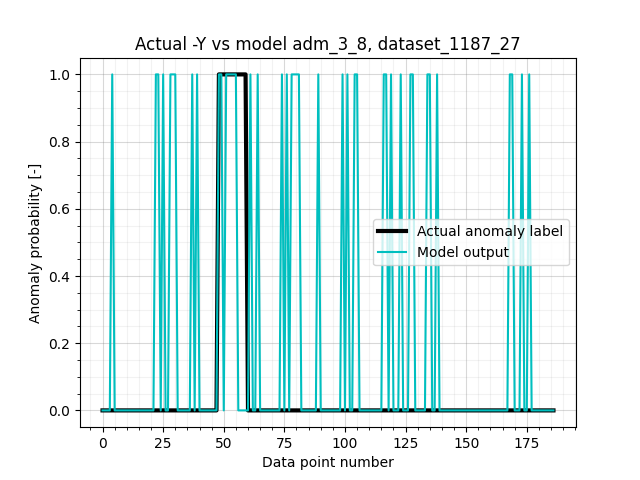 Actual -Y vs model adm_3_8, dataset_1187_27
1.0
0.8
0.6
0.4
0.2
0.0
Anomaly probability [-]
Actual anomaly label
Model output
0 25 50 75 100 125 150 175
Data point number